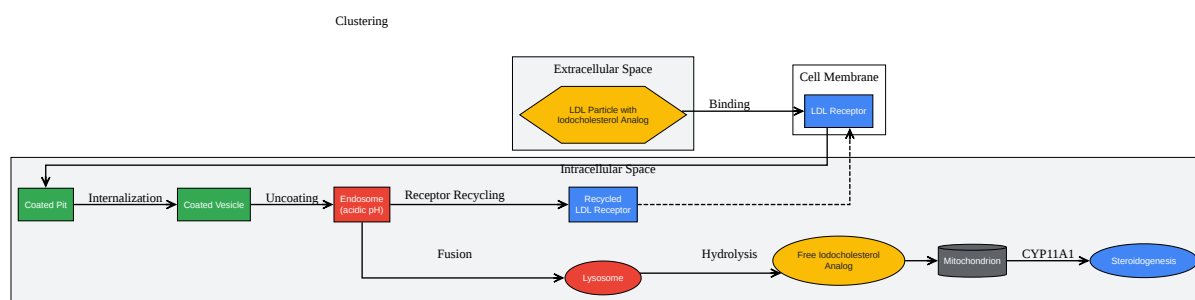 Clustering
Extracellular Space
LDL Particle with
Iodocholesterol Analog
Binding
Cell Membrane
LDL Receptor
Intracellular Space
Coated Pit
Internalization
Coated Vesicle
Uncoating
Endosome
(acidic pH)
Receptor Recycling
Recycled
LDL Receptor
Fusion
Lysosome
Hydrolysis
Free Iodocholesterol
Analog
Mitochondrion
CYP11A1
Steroidogenesis